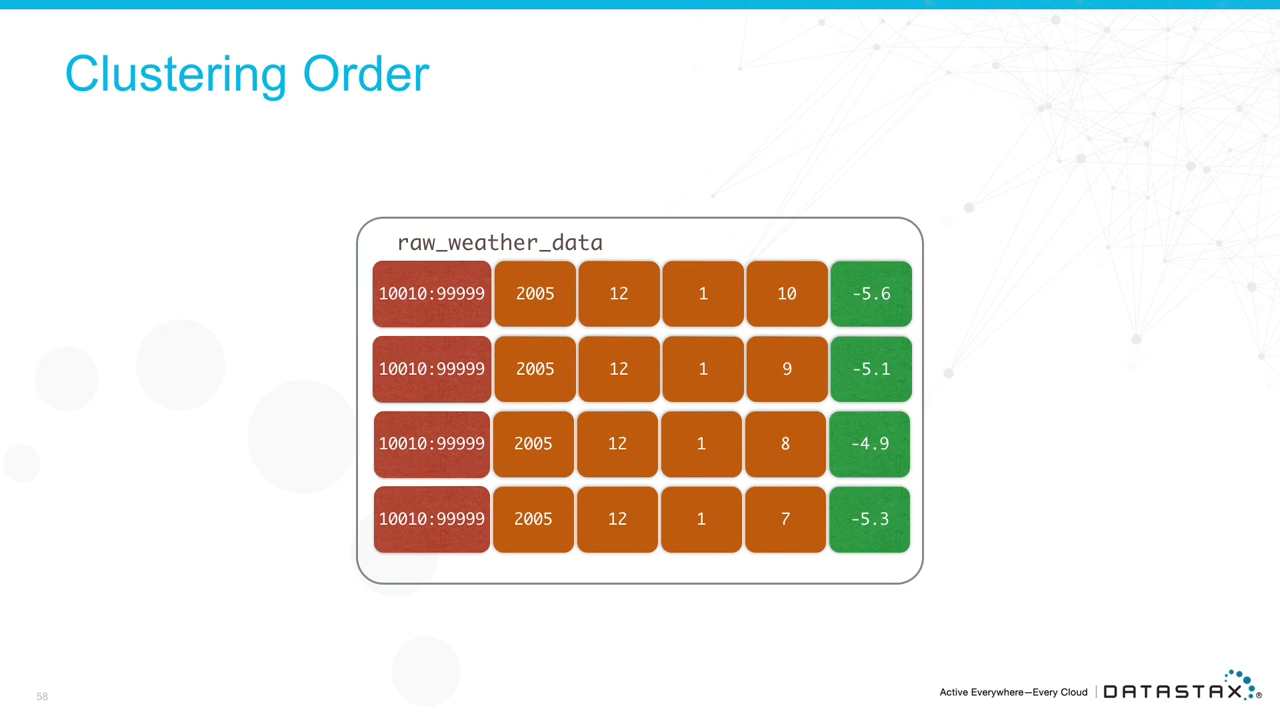 Clustering Order
raw_weather_data
10010:99999 2005 12 1 10 -5.6
10010:99999 2005 12 1 9 -5.1
10010:99999 2005 12 1 8 -4.9
10010:99999 2005 12 1 7 -5.3
58
Active Everywhere—Every Cloud | DATASTAX®